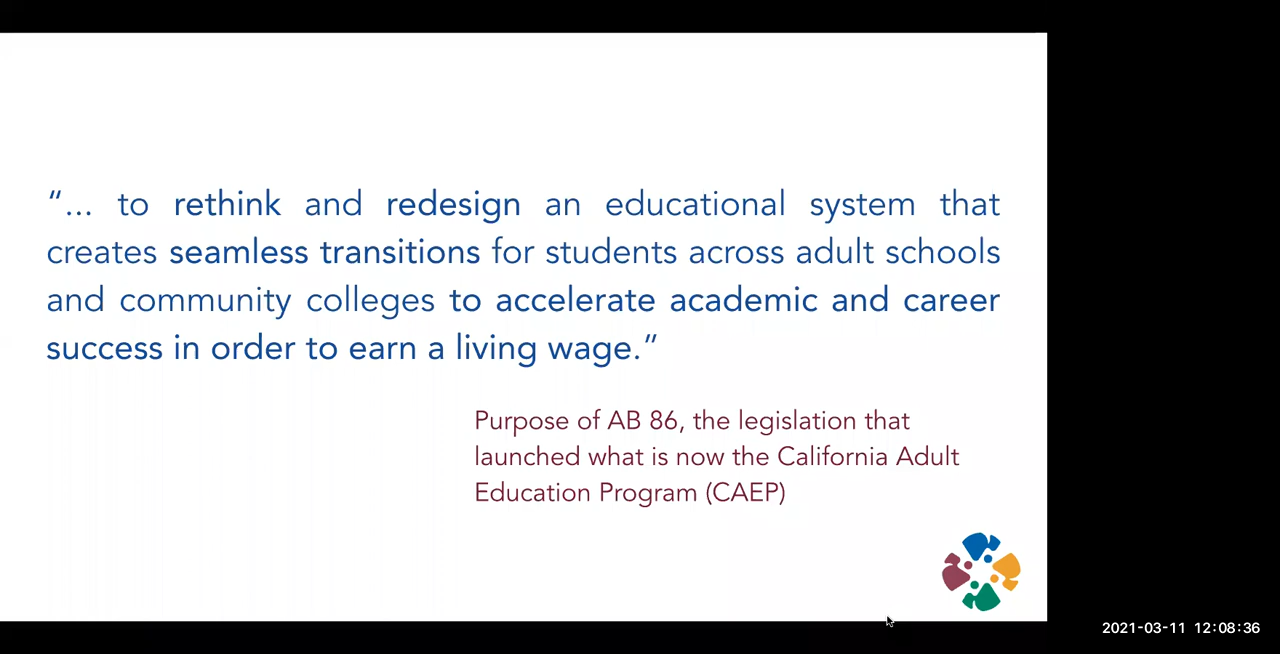 “... to rethink and redesign an educational system that
creates seamless transitions for students across adult schools
and community colleges to accelerate academic and career
success in order to earn a living wage.”
Purpose of AB 86, the legislation that
launched what is now the California Adult
Education Program (CAEP)
2021-03-11 12:08:36